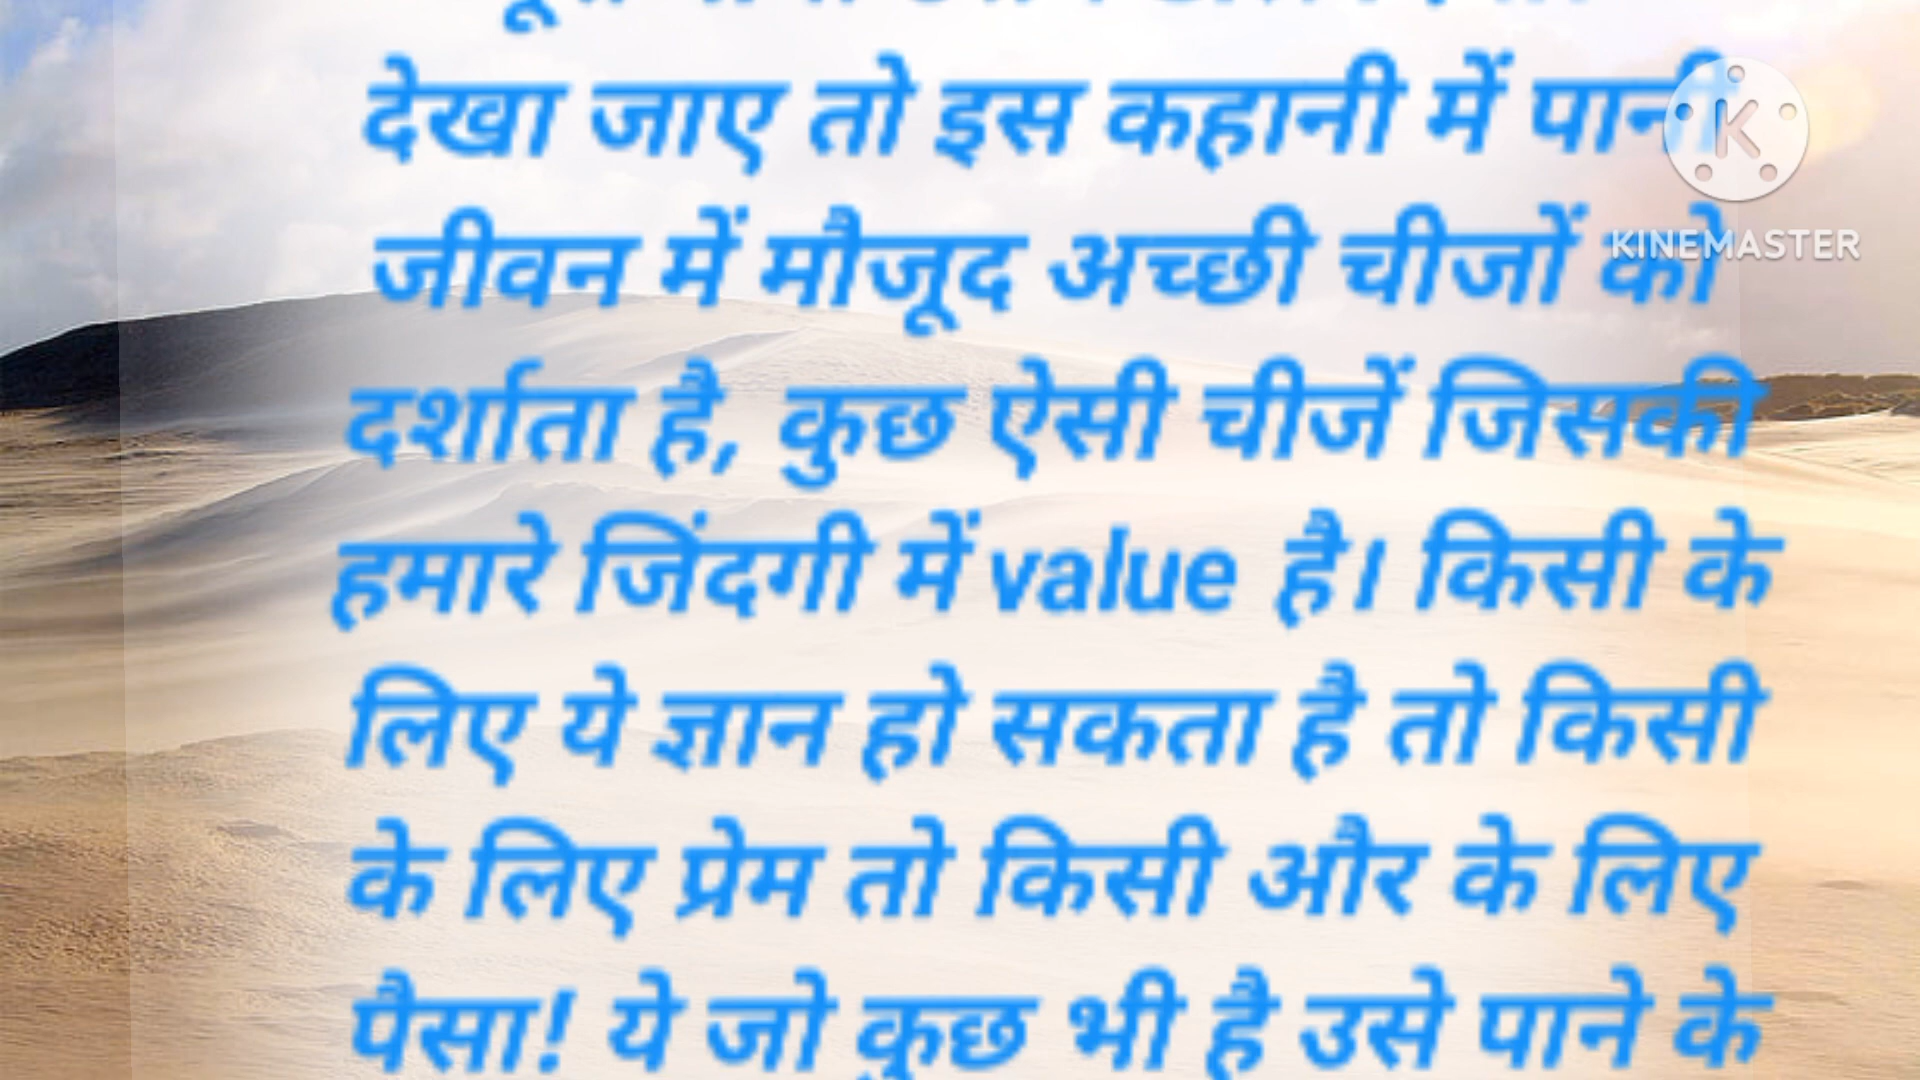 देखा जाए तो इस कहानी में पानी
जीवन में मौजूद अच्छी चीजों को
दर्शाता है, कुछ ऐसी चीजें जिसकी
हमारे जिंदगी में value है। किसी के
लिए ये ज्ञान हो सकता है तो किसी
के लिए प्रेम तो किसी और के लिए
पैसा! ये जो कुछ भी है उसे पाने के
K
KINEMASTER